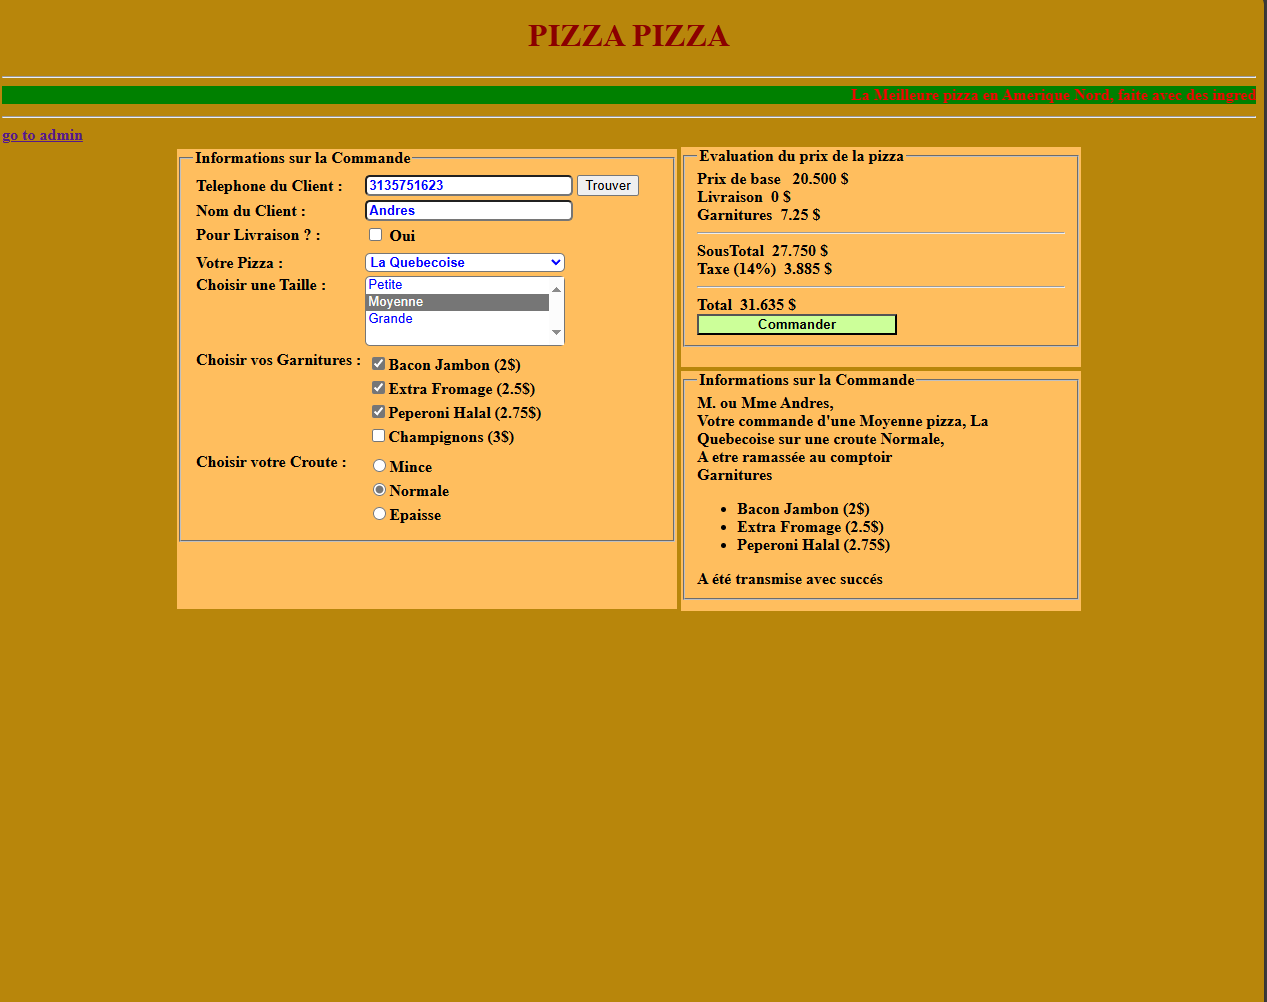 PIZZA PIZZA
La Meilleure pizza en Amerique Nord, faite avec des ingred
go to admin
Informations sur la Commande
Telephone du Client : 3135751623 Trouver
Nom du Client : Andres
Pour Livraison ? : Oui
Votre Pizza : La Quebecoise
Choisir une Taille : Petite
Moyenne
Grande
Choisir vos Garnitures : Bacon Jambon (2$)
Extra Fromage (2.5$)
Peperoni Halal (2.75$)
Champignons (3$)
Choisir votre Croute : Mince
Normale
Epaisse
Evaluation du prix de la pizza
Prix de base 20.500 $
Livraison 0 $
Garnitures 7.25 $
SousTotal 27.750 $
Taxe (14%) 3.885 $
Total 31.635 $
Commander
Informations sur la Commande
M. ou Mme Andres,
Votre commande d'une Moyenne pizza, La
Quebecoise sur une croute Normale,
A etre ramassée au comptoir
Garnitures
Bacon Jambon (2$)
Extra Fromage (2.5$)
Peperoni Halal (2.75$)
A été transmise avec succés